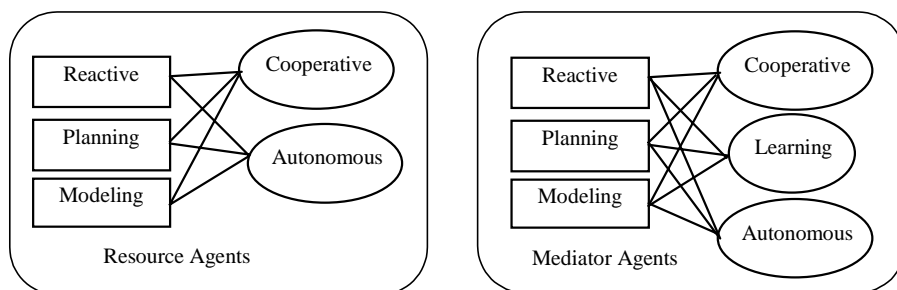 Reactive
Planning
Modeling
Cooperative
Autonomous
Resource Agents
Reactive
Planning
Modeling
Cooperative
Learning
Autonomous
Mediator Agents